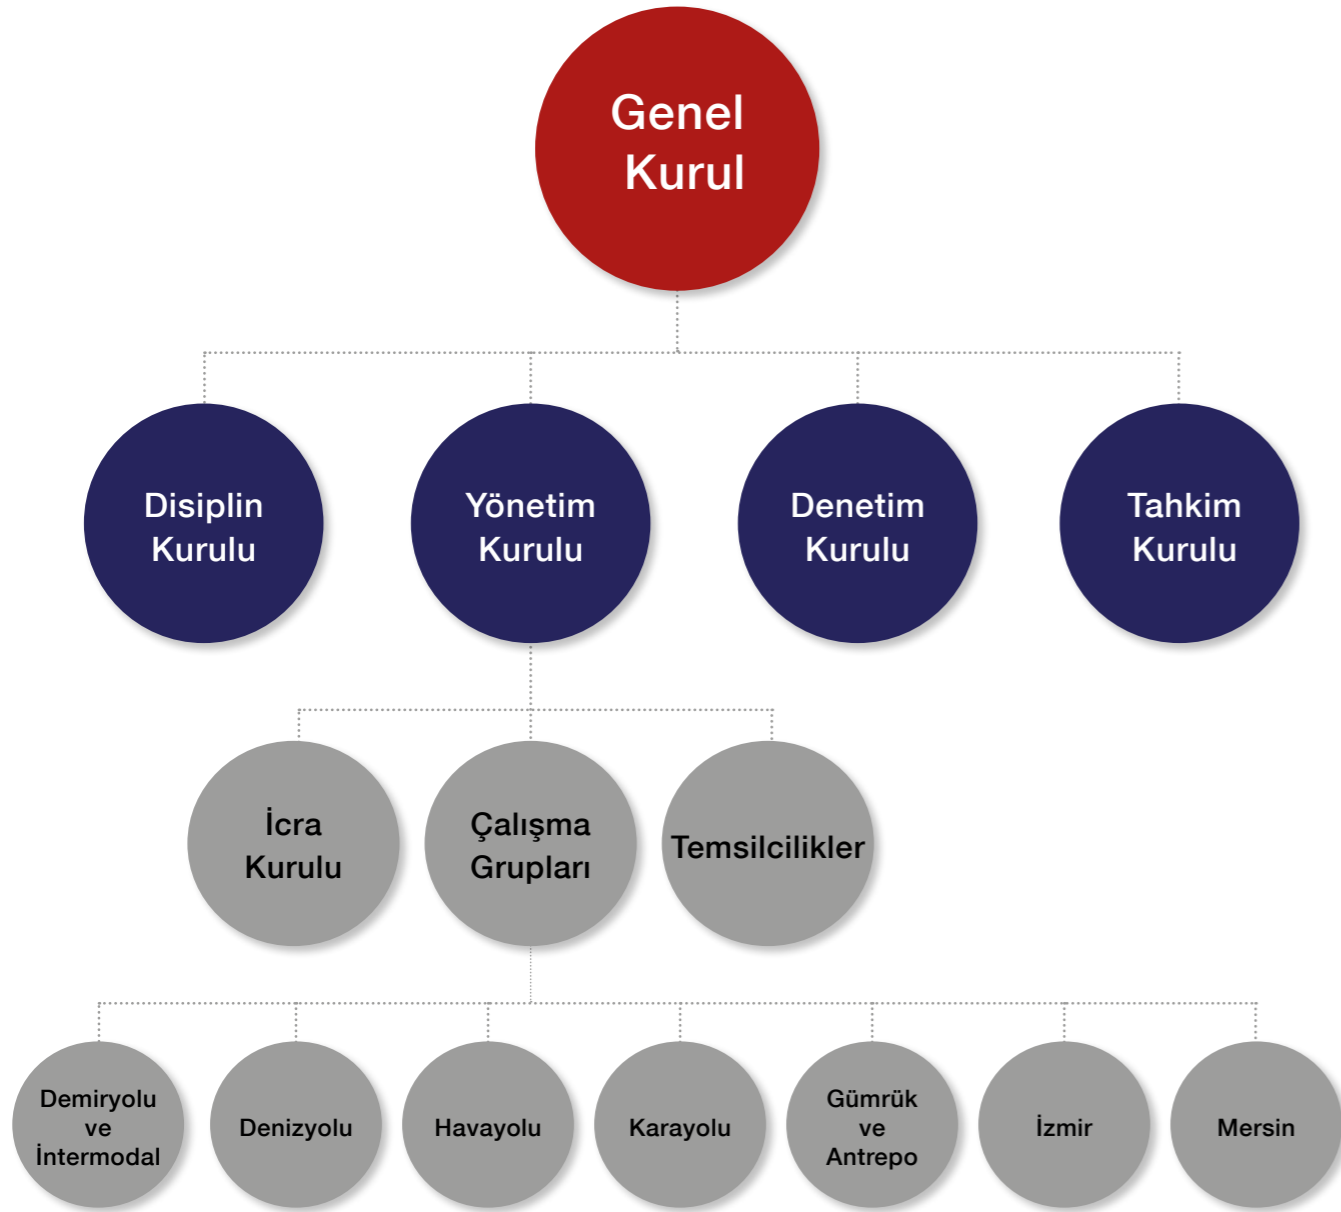 Genel
Kurul
Disiplin
Kurulu
Yönetim
Kurulu
Denetim
Kurulu
Tahkim
Kurulu
İcra
Kurulu
Çalışma
Grupları
Temsilcilikler
Demiryolu
ve
İntermodal
Denizyolu
Havayolu
Karayolu
Gümrük
ve
Antrepo
İzmir
Mersin